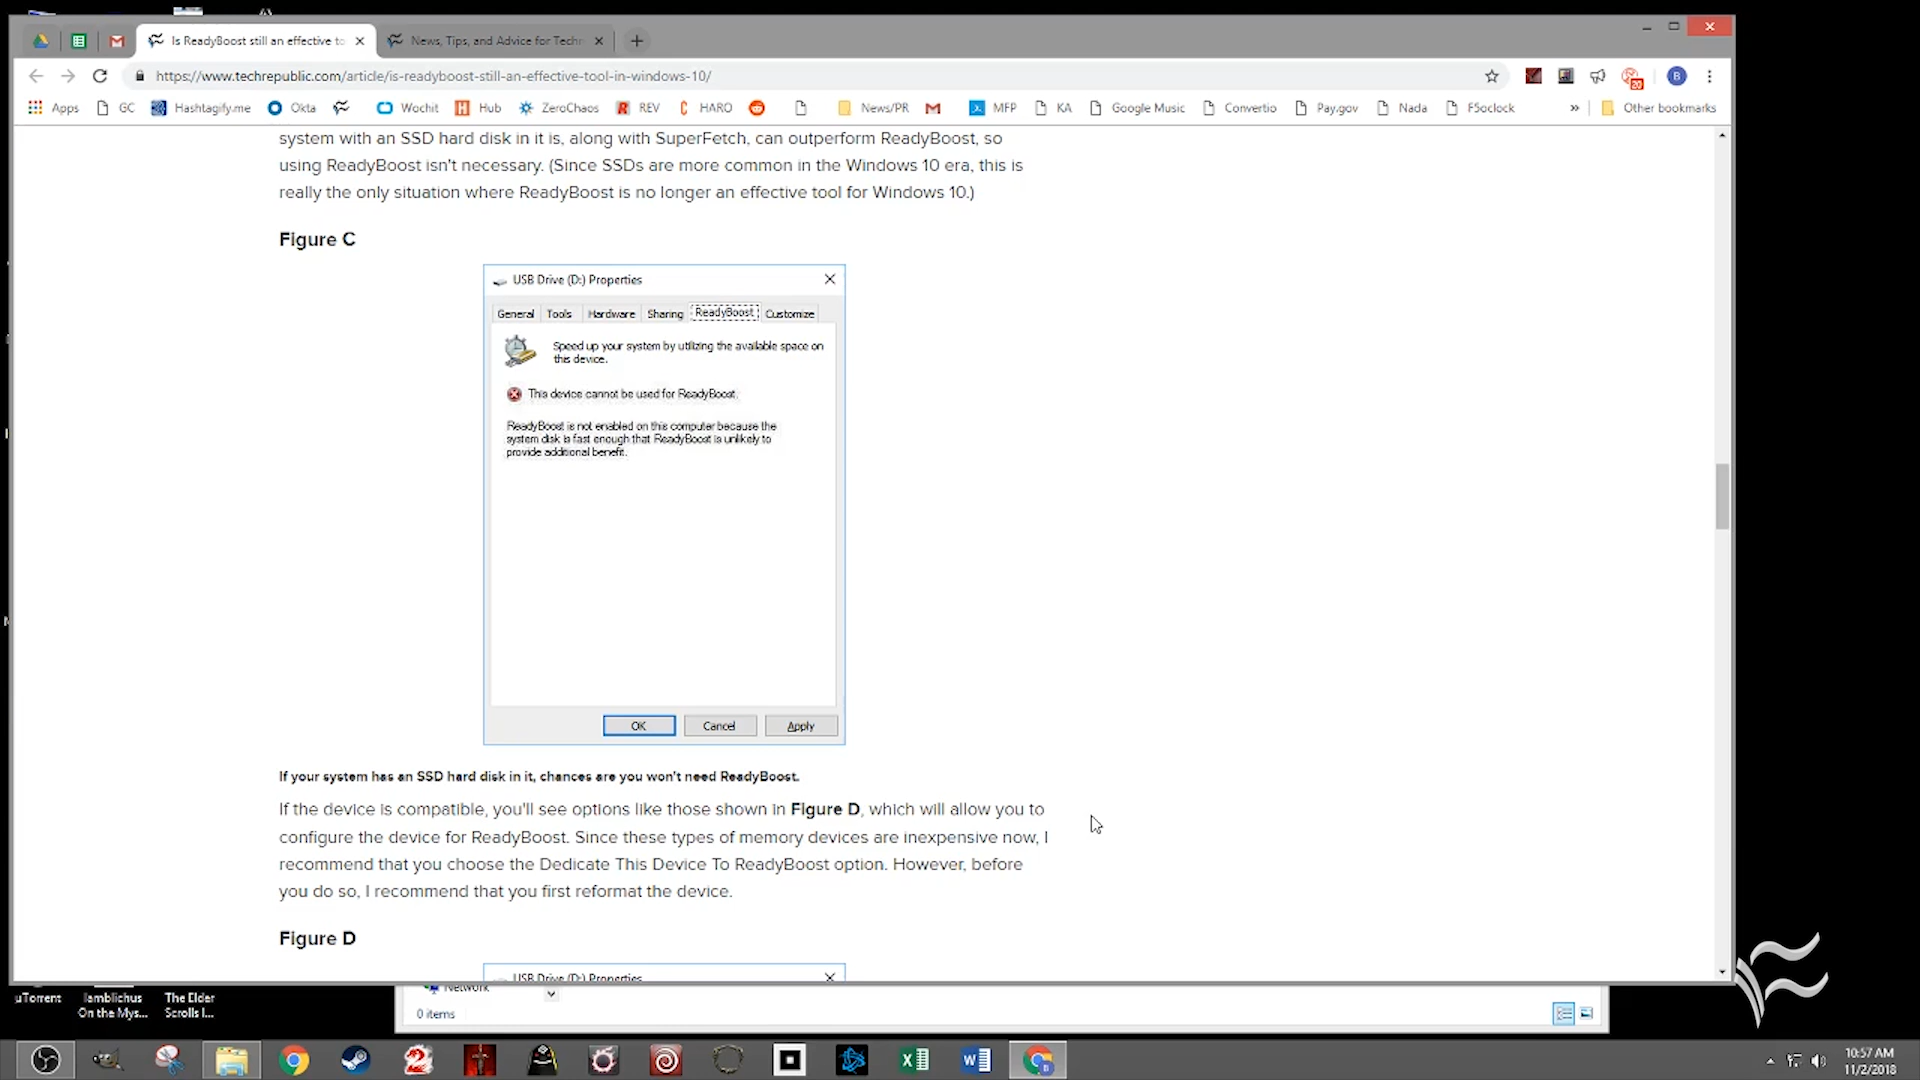 Is ReadyBoost still an effective to
News, Tips, and Advice for Techn
https://www.techrepublic.com/article/is-readyboost-still-an-effective-tool-in-windows-10/
20
B
Apps GC Hashtagify.me Okta Wochit Hub ZeroChaos REV HARO News/PR MFP KA Google Music Convertio Pay.gov Nada F5oclock » Other bookmarks
system with an SSD hard disk in it is, along with SuperFetch, can outperform ReadyBoost, so
using ReadyBoost isn't necessary. (Since SSDs are more common in the Windows 10 era, this is
really the only situation where ReadyBoost is no longer an effective tool for Windows 10.)
Figure C
USB Drive (D:) Properties
General Tools Hardware Sharing ReadyBoost Customize
Speed up your system by utilizing the available space on
this device.
This device cannot be used for ReadyBoost.
ReadyBoost is not enabled on this computer because the
system disk is fast enough that ReadyBoost is unlikely to
provide additional benefit.
OK Cancel Apply
If your system has an SSD hard disk in it, chances are you won't need ReadyBoost.
If the device is compatible, you'll see options like those shown in Figure D, which will allow you to
configure the device for ReadyBoost. Since these types of memory devices are inexpensive now, I
recommend that you choose the Dedicate This Device To ReadyBoost option. However, before
you do so, I recommend that you first reformat the device.
Figure D
USB Drive (D:) Properties
Network
0 items
µTorrent
Iamblichus
On the Mys...
The Elder
Scrolls I...
10:57 AM
11/2/2018